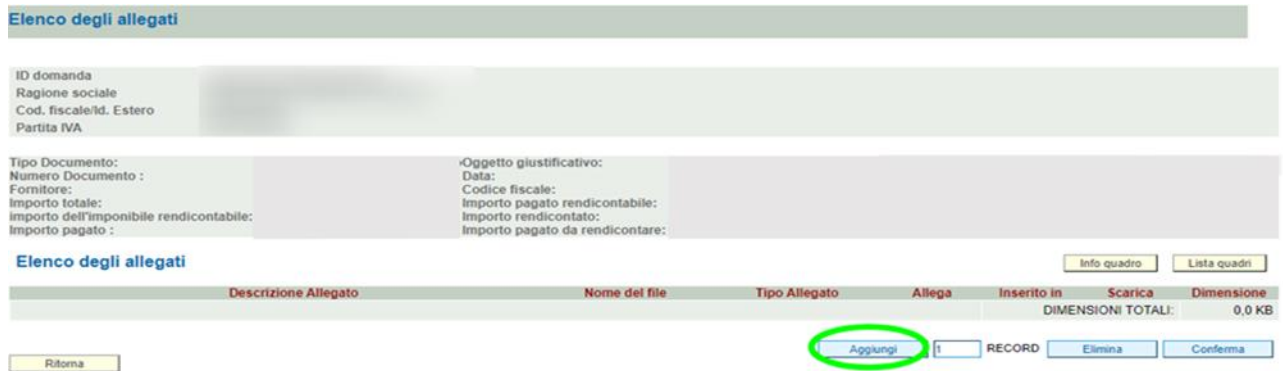 Elenco degli allegati
ID domanda
Ragione sociale
Cod. fiscale/Id. Estero
Partita IVA
Tipo Documento: Oggetto giustificativo:
Numero Documento : Data:
Fornitore: Codice fiscale:
Importo totale: Importo pagato rendicontabile:
importo dell'imponibile rendicontabile: Importo rendicontato:
Importo pagato : Importo pagato da rendicontare:
Elenco degli allegati Info quadro Lista quadri
Descrizione Allegato Nome del file Tipo Allegato Allega Inserito in Scarica Dimensione
DIMENSIONI TOTALI: 0,0 KB
Aggiungi 1 RECORD Elimina Conferma
Ritorna